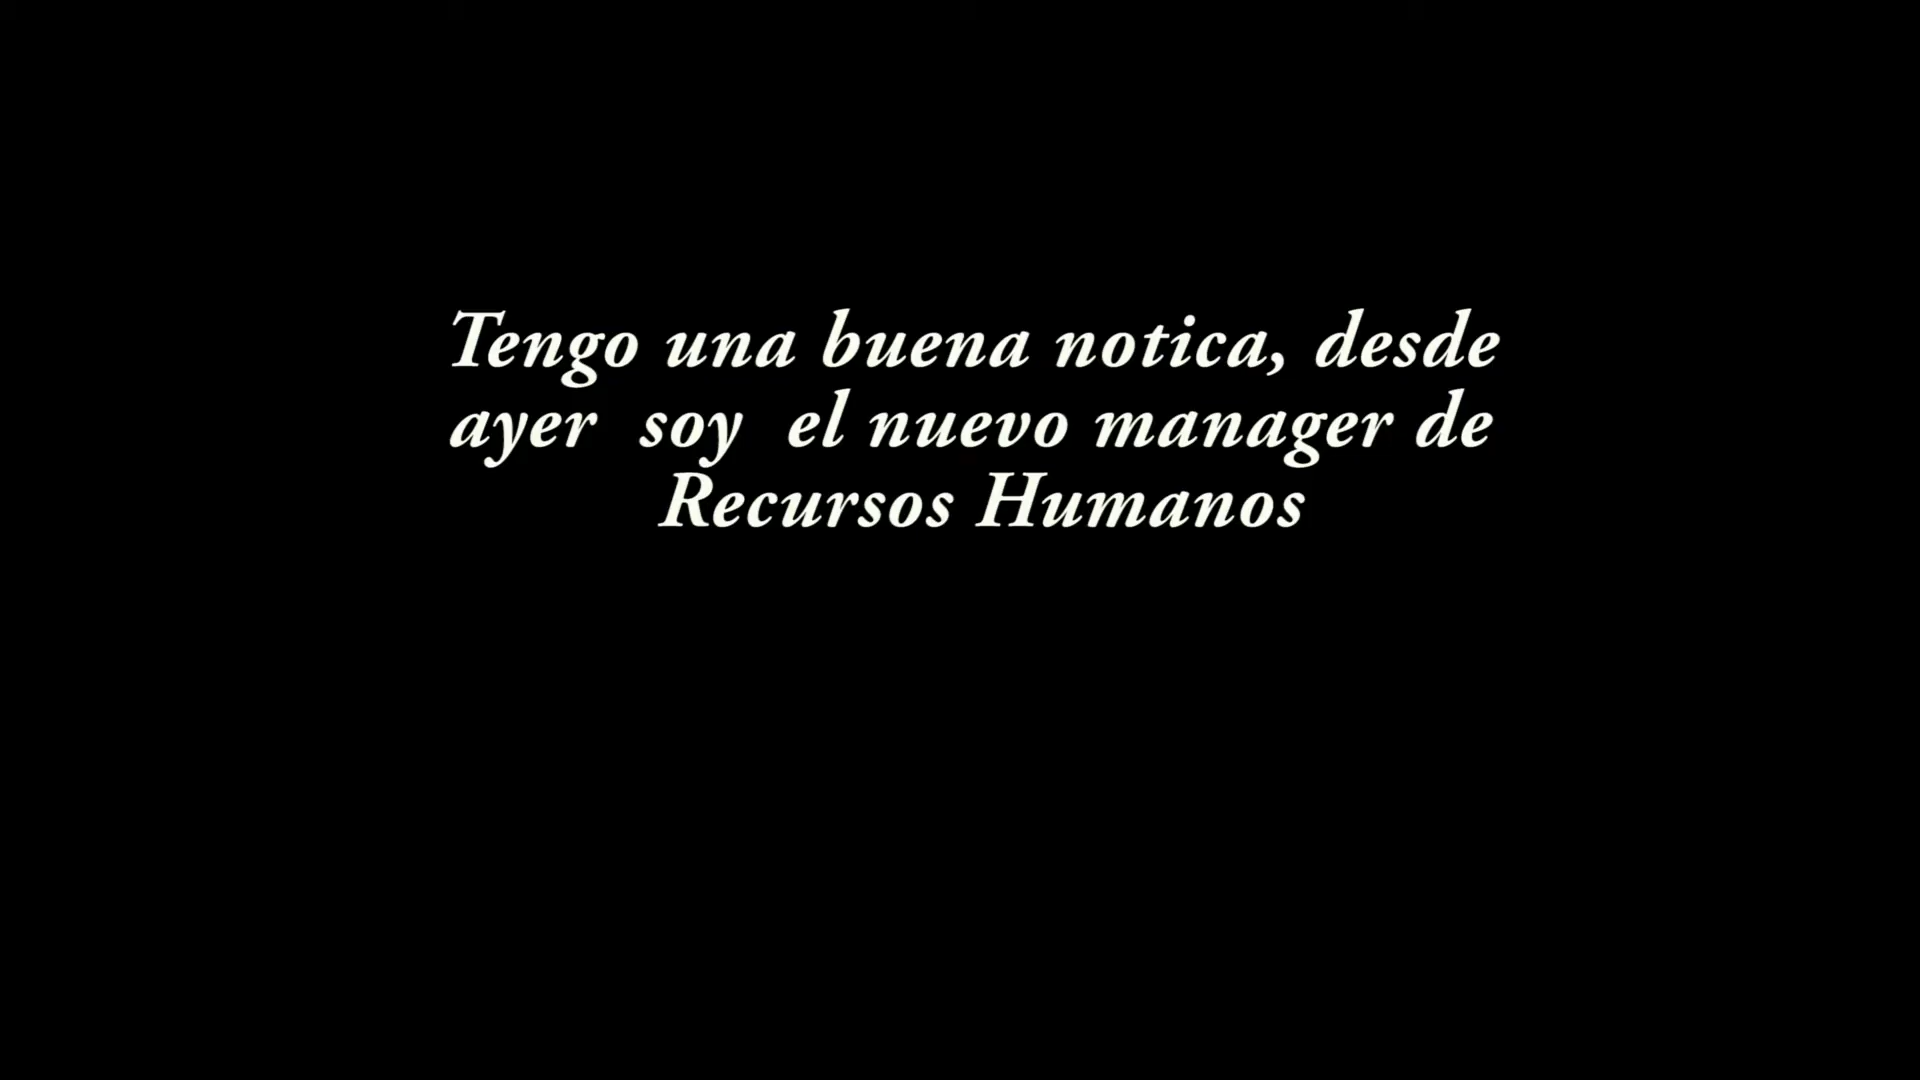 Tengo una buena notica, desde
ayer  soy  el nuevo manager de
Recursos Humanos